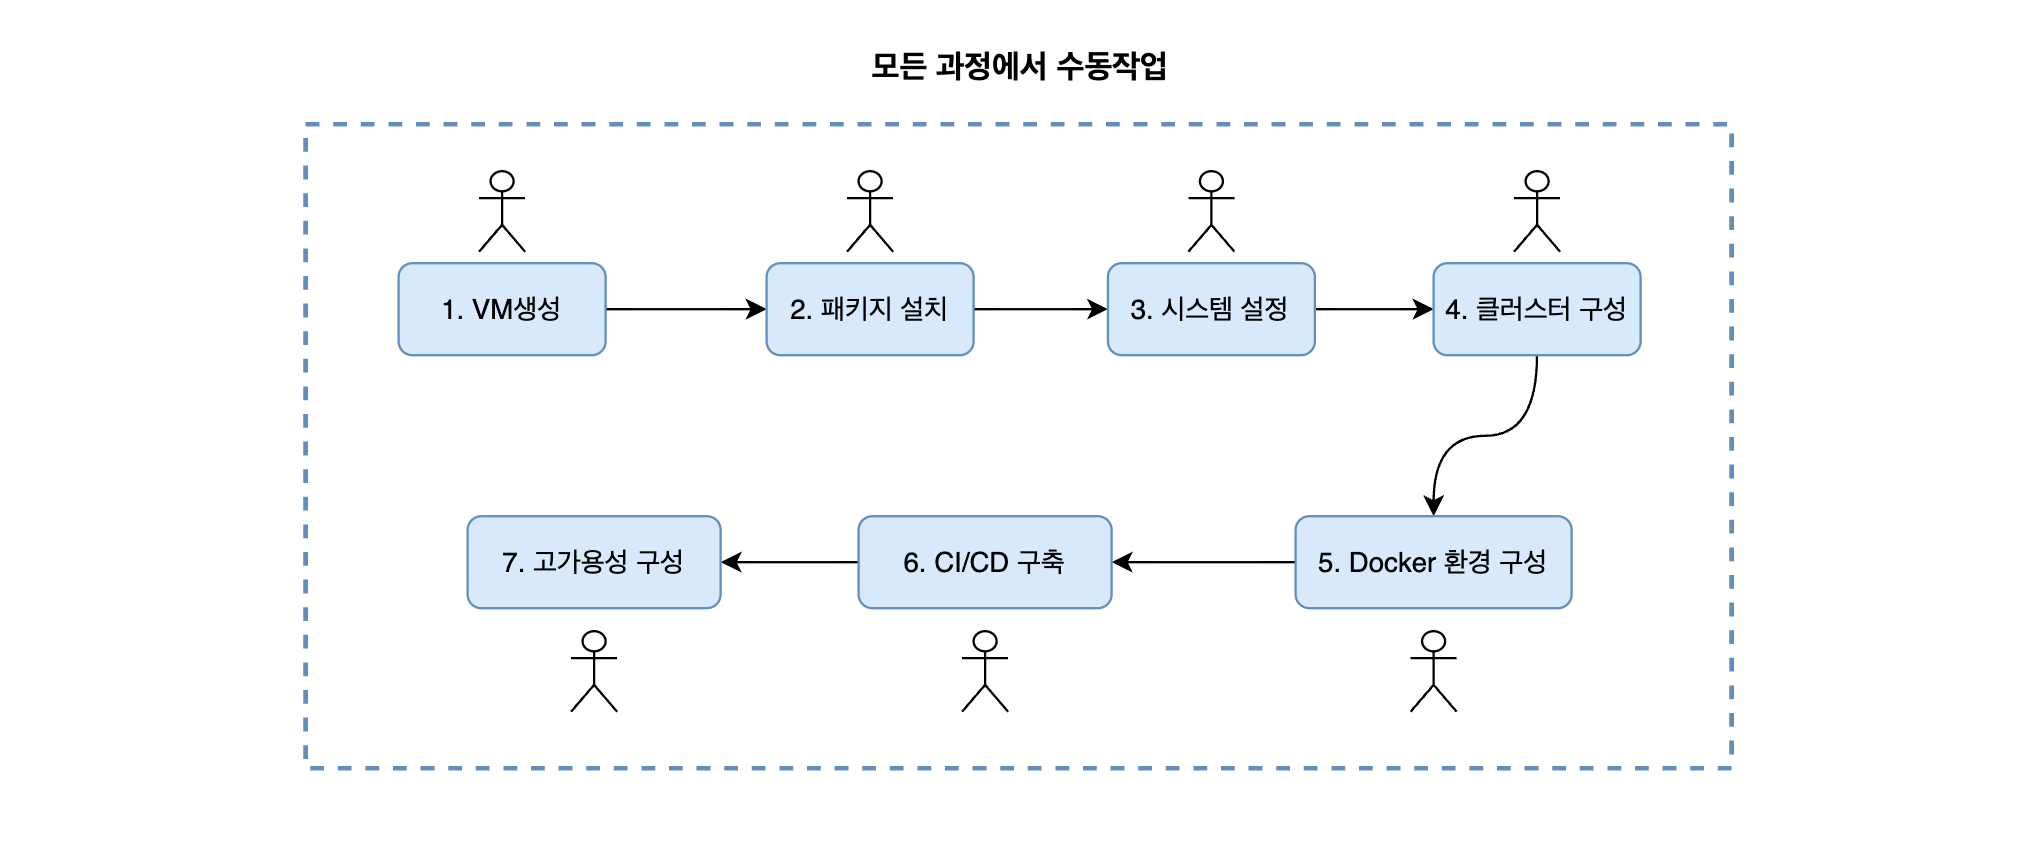 모든 과정에서 수동작업
1. VM생성
2. 패키지 설치
3. 시스템 설정
4. 클러스터 구성
5. Docker 환경 구성
6. CI/CD 구축
7. 고가용성 구성